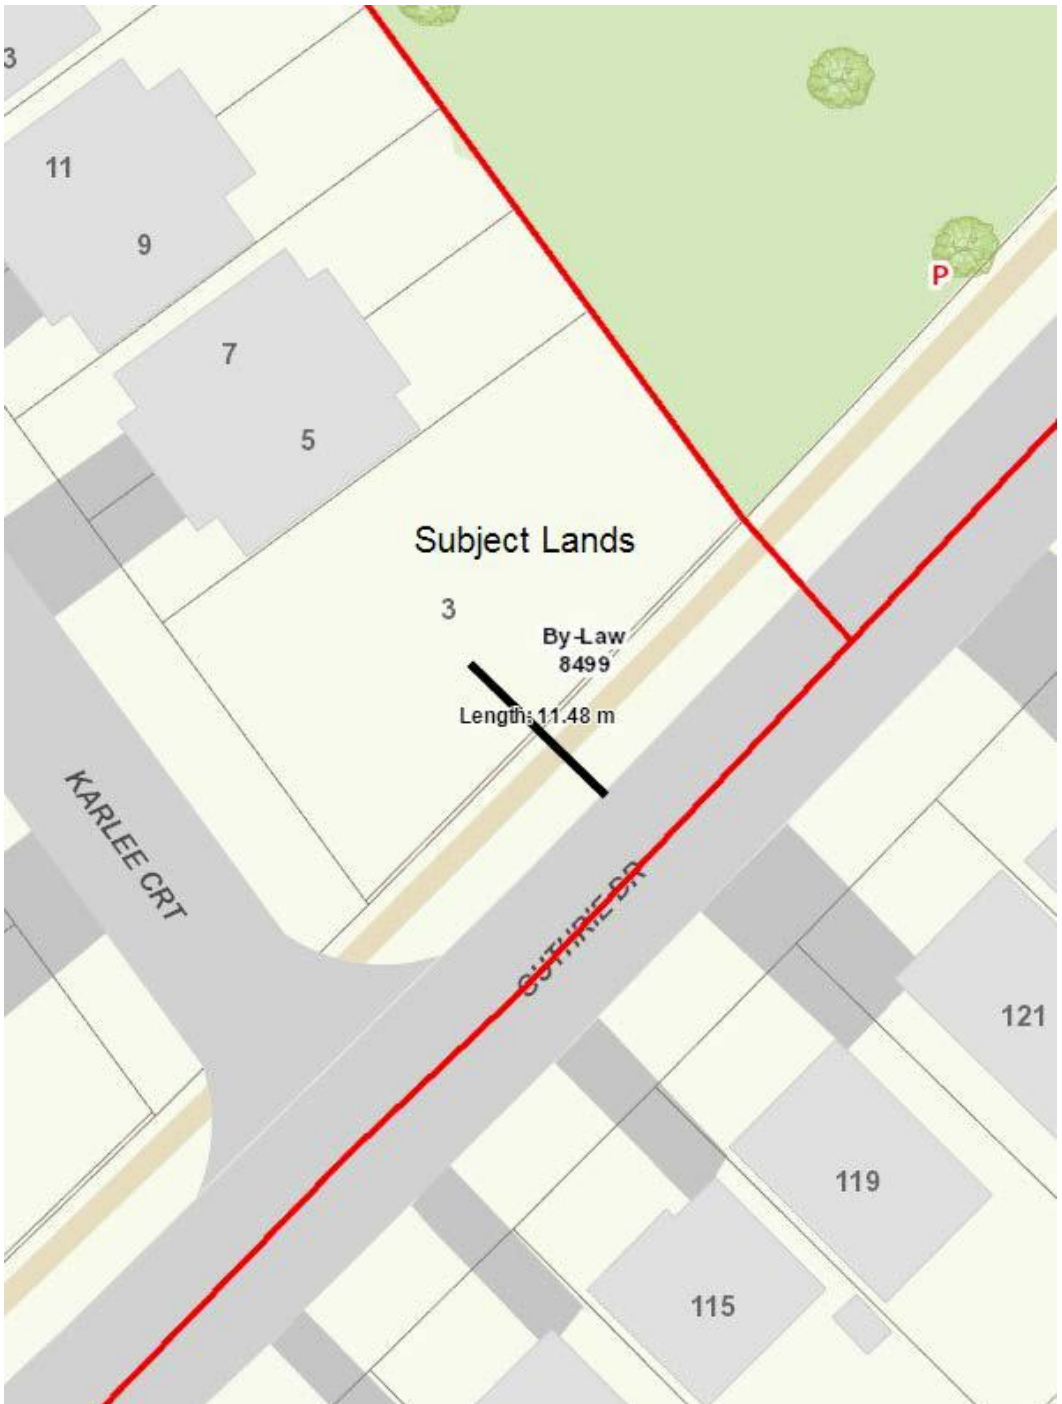 3
11
9
P
7
5
Subject Lands
3
By-Law
8499
Length: 11.48 m
KARLEE CRT
GUTHRIE DR
121
119
115